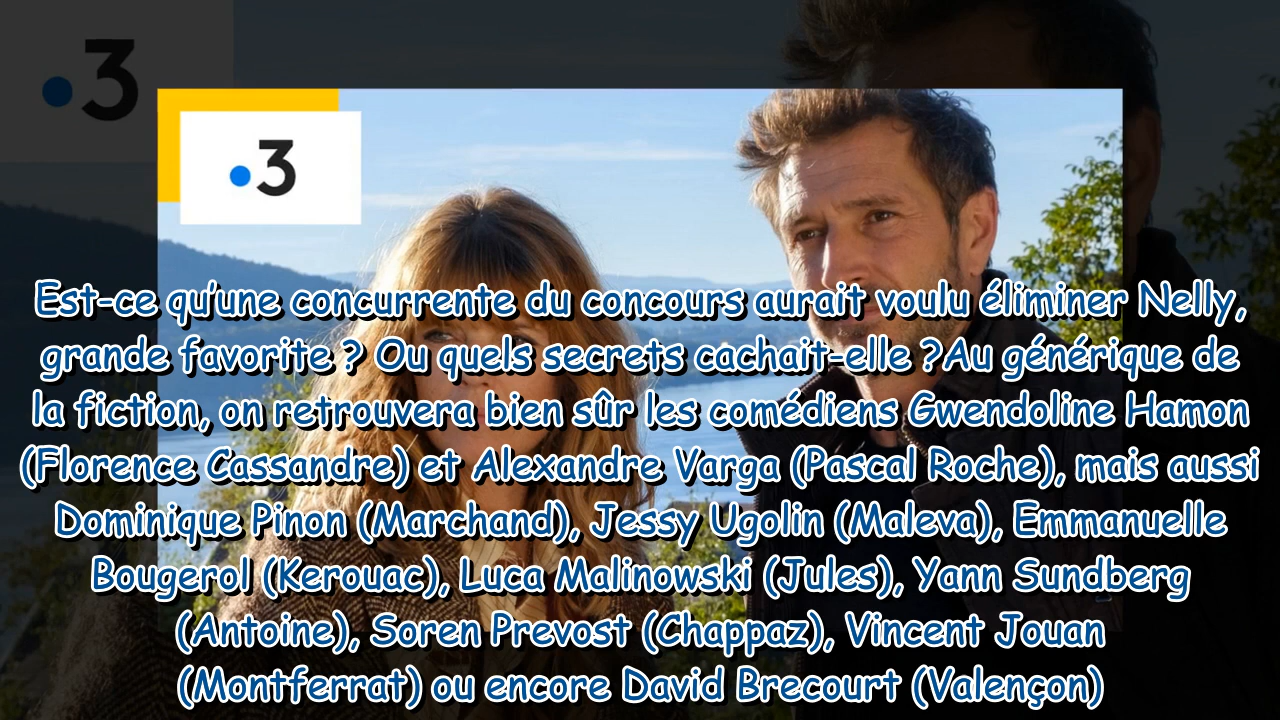 3
3
Est-ce qu'une concurrente du concours aurait voulu éliminer Nelly,
grande favorite ? Ou quels secrets cachait-elle ?Au générique de
la fiction, on retrouvera bien sûr les comédiens Gwendoline Hamon
(Florence Cassandre) et Alexandre Varga (Pascal Roche), mais aussi
Dominique Pinon (Marchand), Jessy Ugolin (Maleva), Emmanuelle
Bougerol (Kerouac), Luca Malinowski (Jules), Yann Sundberg
(Antoine), Soren Prevost (Chappaz), Vincent Jouan
(Montferrat) ou encore David Brecourt (Valençon)